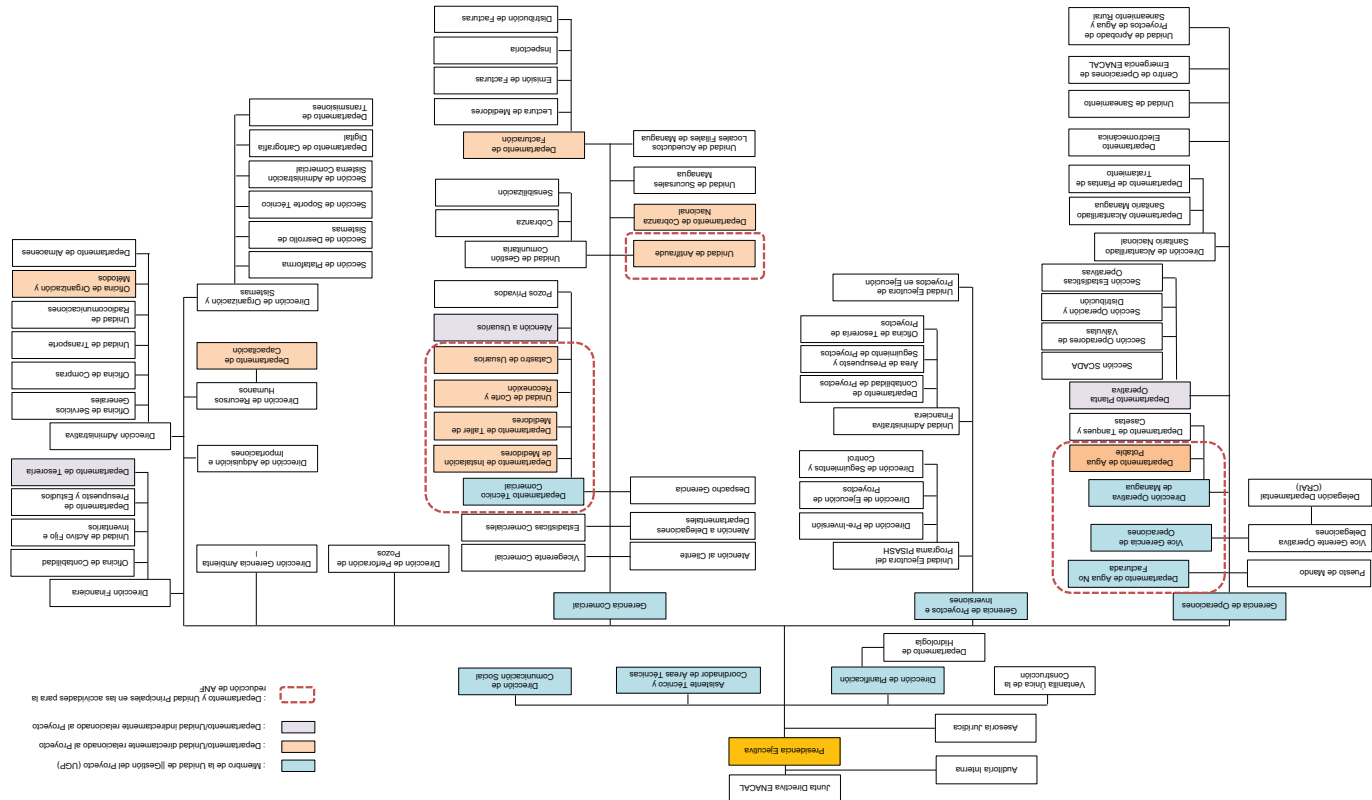 Junta Directiva ENACAL
Auditoria Interna
Presidencia Ejecutiva
Asesoría Jurídica
: Miembro de la Unidad de ||Gestión del Proyecto (UGP)
: Departamento/Unidad directamente relacionado al Proyecto
: Departamento/Unidad indirectamente relacionado al Proyecto
: Departamento y Unidad Principales en las actividades para la
reducción de ANF
Ventanita Única de la
Construcción
Dirección de Planificación
Departamento de
Hidrología
Asistente Técnico y
Coordinador de Areas Técnicas
Dirección de
Comunicación Social
Gerencia de Operaciones
Puesto de Mando
Departamento de Agua No
Facturada
Vice Gerente Operativa
Delegaciones
Vice Gerencia de
Operaciones
Delegación Departamental
(CRAI)
Dirección Operativa
de Managua
Departamento de Agua
Potable
Departamento de Tanques y
Casetas
Departamento Planta
Operativa
Sección SCADA
Sección Operadores de
Válvulas
Sección Operación y
Distribución
Sección Estadísticas
Operativas
Dirección de Alcantarillado
Sanitario Nacional
Departamento Alcantarillado
Sanitario Managua
Departamento de Plantas de
Tratamiento
Departamento
Electromecánica
Unidad de Saneamiento
Centro de Operaciones de
Emergencia ENACAL
Unidad de Aprobado de
Proyectos de Agua y
Saneamiento Rural
Gerencia de Proyectos e
Inversiones
Unidad Ejecutora del
Programa PISASH
Dirección de Pre-Inversión
Dirección de Ejecución de
Proyectos
Dirección de Seguimientos y
Control
Unidad Administrativa
Financiera
Departamento de
Contabilidad de Proyectos
Área de Presupuesto y
Seguimiento de Proyectos
Oficina de Tesorería de
Proyectos
Unidad Ejecutora de
Proyectos en Ejecución
Gerencia Comercial
Atención al Cliente
Vicegerente Comercial
Atención a Delegaciones
Departamentales
Estadísticas Comerciales
Despacho Gerencia
Departamento Técnico
Comercial
Departamento de Instalación
de Medidores
Departamento de Taller de
Medidores
Unidad de Corte y
Reconexión
Catastro de Usuarios
Atención a Usuarios
Pozos Privados
Unidad de Antifraude
Unidad de Gestión
Comunitaria
Cobranza
Sensibilización
Departamento de Cobranza
Nacional
Unidad de Sucursales
Managua
Unidad de Acueductos
Locales Filiales de Managua
Departamento de
Facturación
Lectura de Medidores
Emisión de Facturas
Inspectoria
Distribución de Facturas
Dirección de Perforación de
Pozos
Dirección Gerencia Ambienta
l
Dirección Financiera
Oficina de Contabilidad
Unidad de Activo Fijo e
Inventarios
Departamento de
Presupuesto y Estudios
Departamento de Tesorería
Dirección de Adquisición e
Importaciones
Dirección Administrativa
Oficina de Servicios
Generales
Oficina de Compras
Unidad de Transporte
Unidad de
Radiocomunicaciones
Oficina de Organización y
Métodos
Departamento de Almacenes
Dirección de Recursos
Humanos
Departamento de
Capacitación
Dirección de Organización y
Sistemas
Sección de Plataforma
Sección de Desarrollo de
Sistemas
Sección de Soporte Técnico
Sección de Administración
Sistema Comercial
Departamento de Cartografía
Digital
Departamento de
Transmisiones